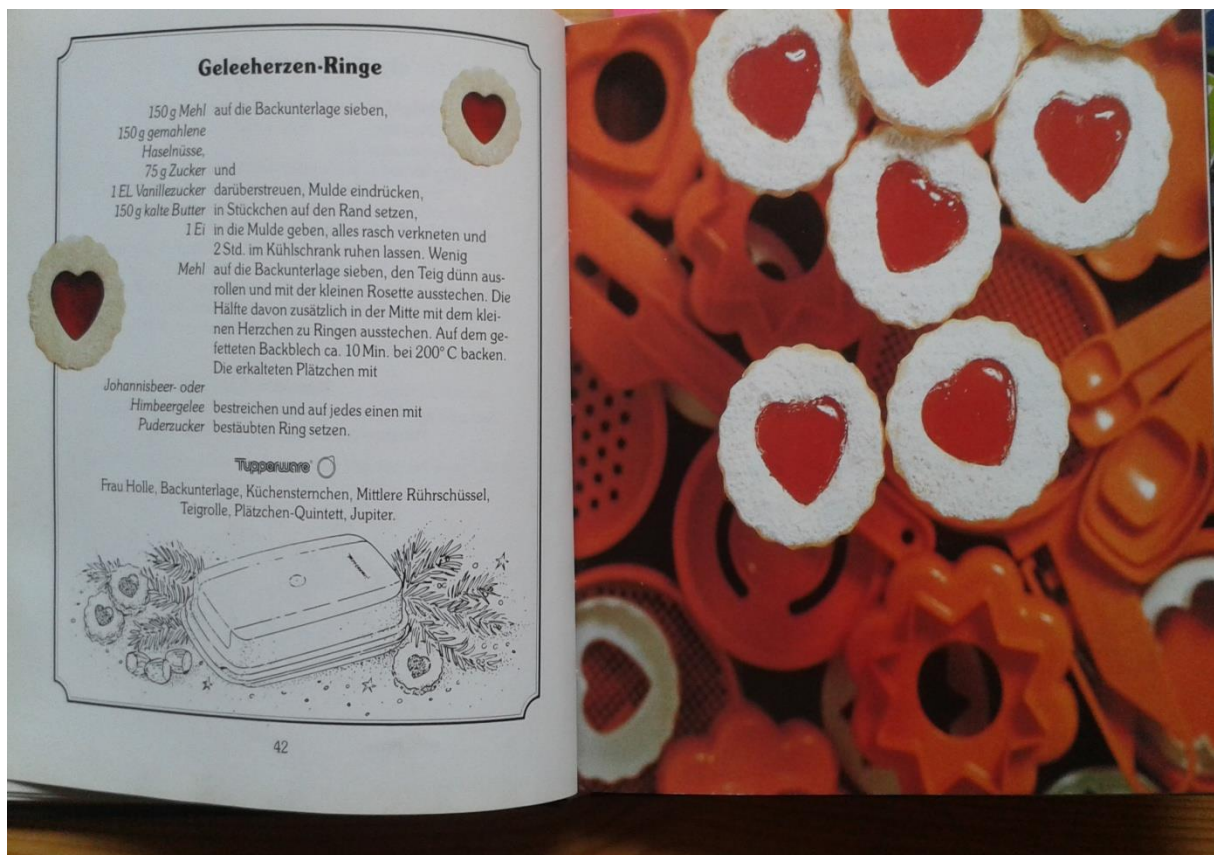 Geleeherzen-Ringe
150 g Mehl auf die Backunterlage sieben,
150 g gemahlene
Haselnüsse,
75 g Zucker und
1 EL Vanillezucker darüberstreuen, Mulde eindrücken,
150 g kalte Butter in Stückchen auf den Rand setzen,
1 Ei in die Mulde geben, alles rasch verkneten und
2 Std. im Kühlschrank ruhen lassen. Wenig
Mehl auf die Backunterlage sieben, den Teig dünn aus-
rollen und mit der kleinen Rosette ausstechen. Die
Hälfte davon zusätzlich in der Mitte mit dem klei-
nen Herzchen zu Ringen ausstechen. Auf dem ge-
fetteten Backblech ca. 10 Min. bei 200° C backen.
Die erkalteten Plätzchen mit
Johannisbeer- oder
Himbeergelee bestreichen und auf jedes einen mit
Puderzucker bestäubten Ring setzen.
Tupperware
Frau Holle, Backunterlage, Küchensternchen, Mittlere Rührschüssel,
Teigrolle, Plätzchen-Quintett, Jupiter.
42